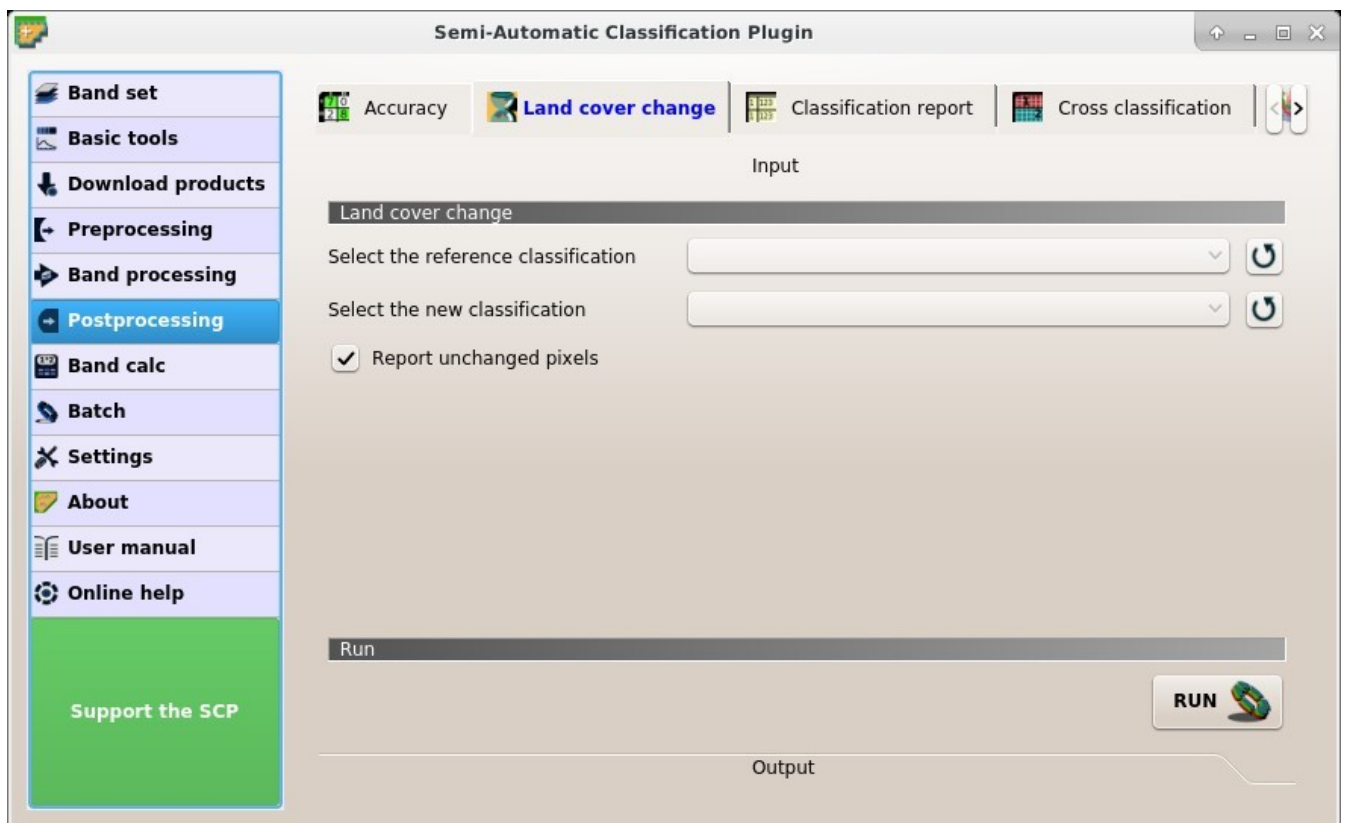 Semi-Automatic Classification Plugin
Band set
Basic tools
Download products
Preprocessing
Band processing
Postprocessing
Band calc
Batch
Settings
About
User manual
Online help
Support the SCP
Accuracy
Land cover change
Classification report
Cross classification
Input
Land cover change
Select the reference classification
Select the new classification
Report unchanged pixels
Run
RUN
Output